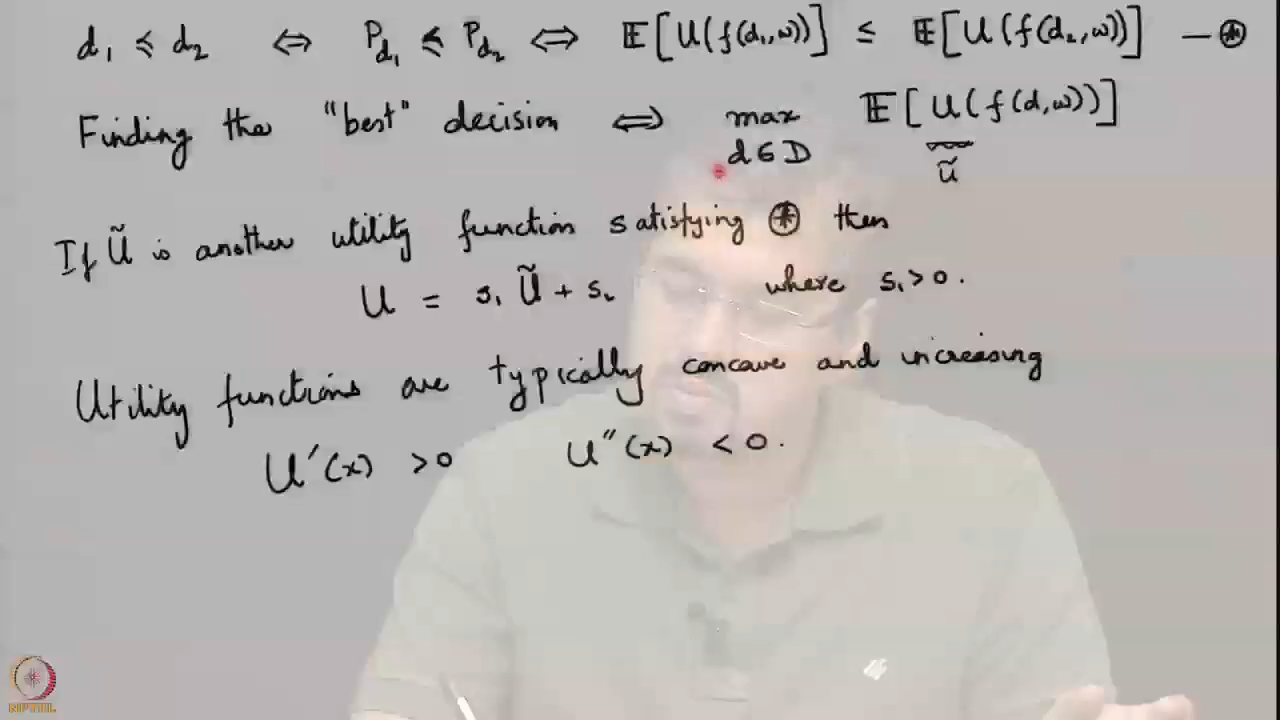 d₁ ≼ d₂ ⇔ P_{d₁} ≼ P_{d₂} ⇔ 𝔼[U(f(d₁,ω))] ≤ 𝔼[U(f(d₂,ω))] — ⊛
Finding the "best" decision ⇔ max_{d∈D} 𝔼[U(f(d,ω))]
Ũ
If Ũ is another utility function satisfying ⊛ then
U = s₁ Ũ + s₂ where s₁ > 0.
Utility functions are typically concave and increasing
U′(x) > 0 U″(x) < 0.
NPTEL